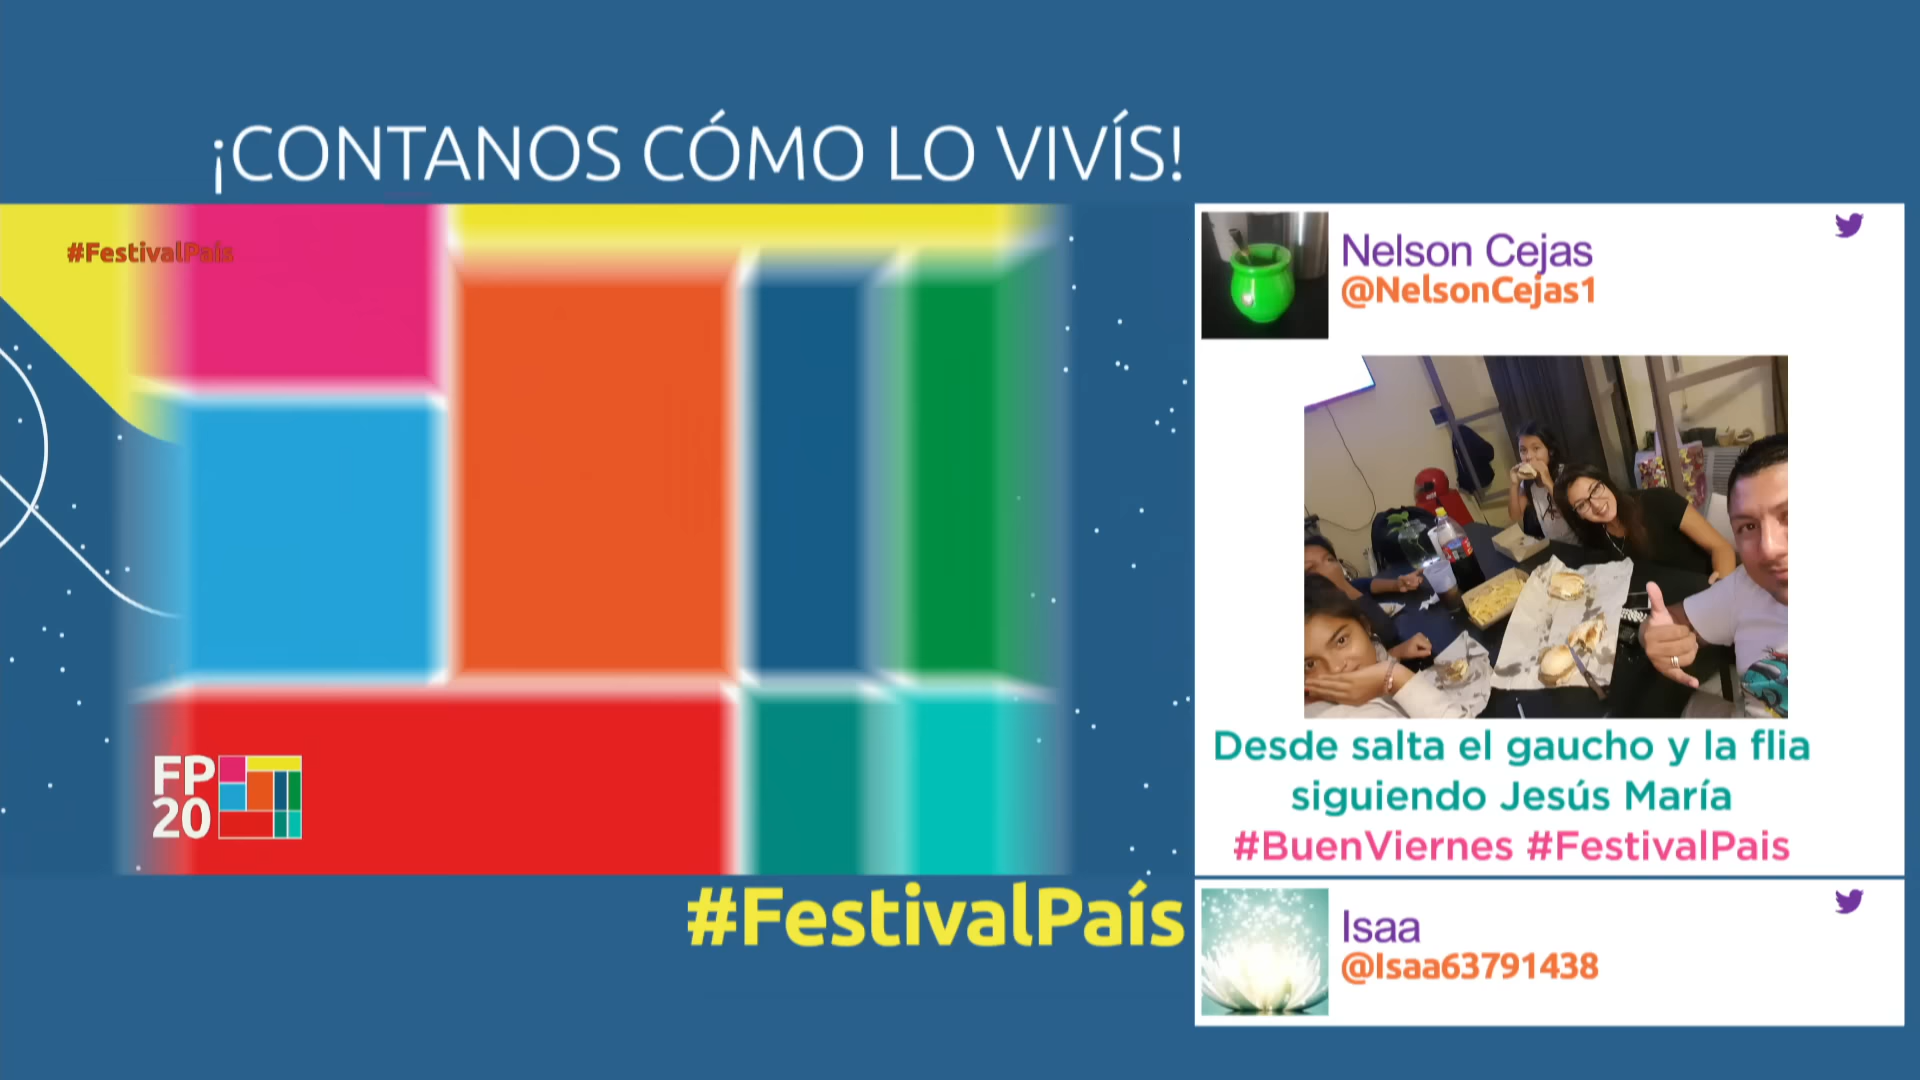 ¡CONTANOS CÓMO LO VIVÍS!
#FestivalPaís
FP
20
#FestivalPaís
Nelson Cejas
@NelsonCejas1
Desde salta el gaucho y la flia
siguiendo Jesús María
#BuenViernes #FestivalPais
Isaa
@Isaa63791438